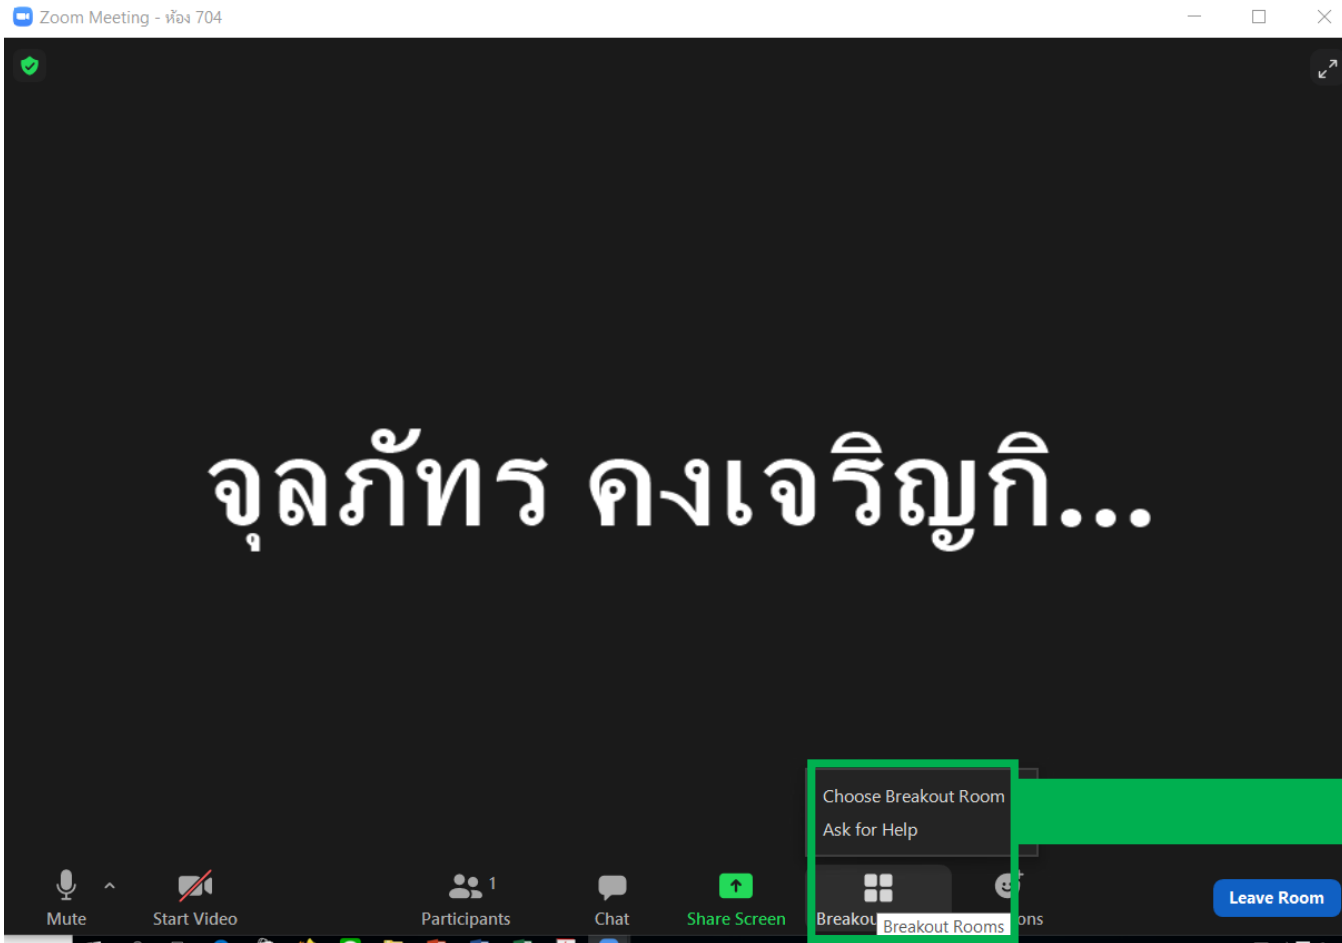 Zoom Meeting - ห้อง 704
จุลภัทร คงเจริญกิ...
Choose Breakout Room
Ask for Help
1
Mute Start Video Participants Chat Share Screen Breakou ons Leave Room
Breakout Rooms